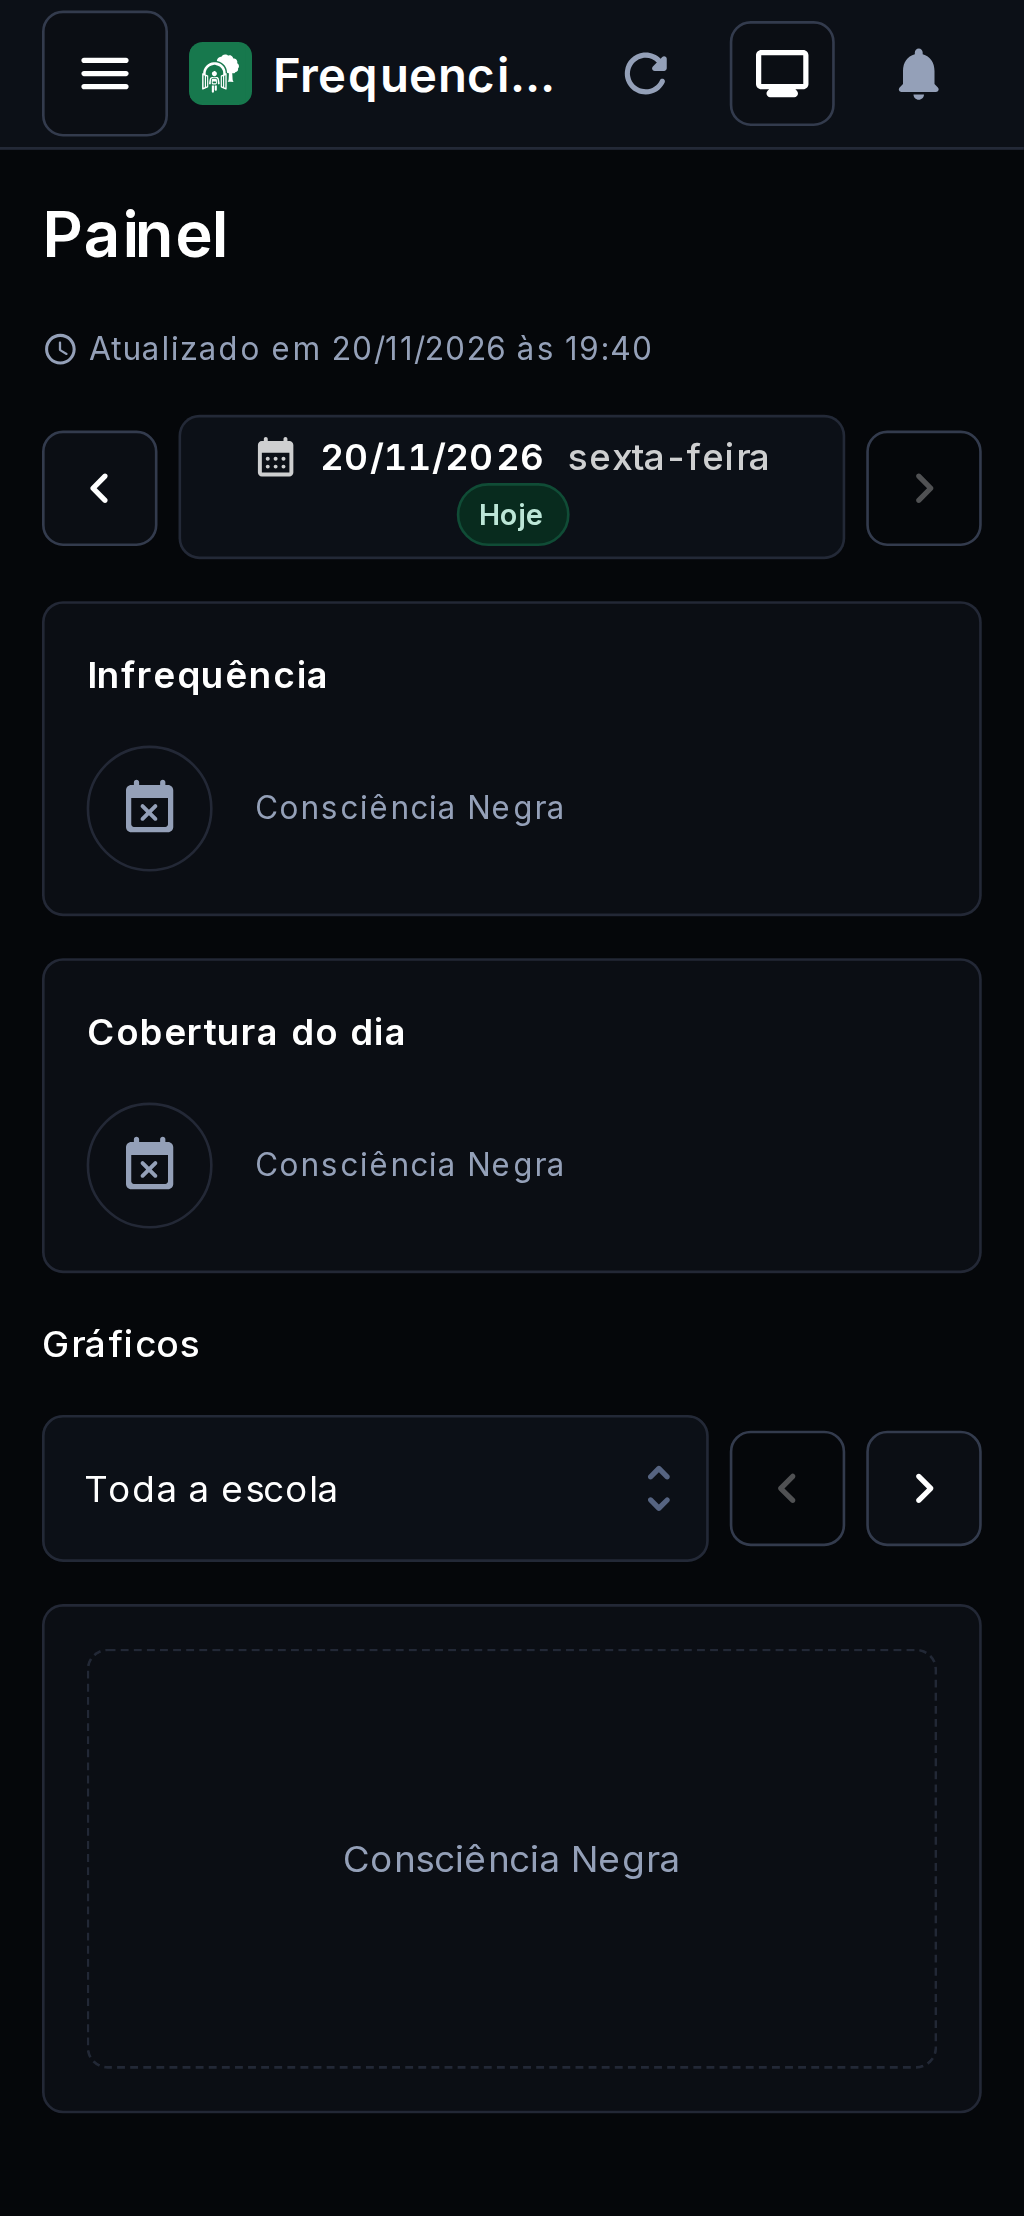 Frequenci...
Painel
Atualizado em 20/11/2026 às 19:40
20/11/2026 sexta-feira
Hoje
Infrequência
Consciência Negra
Cobertura do dia
Consciência Negra
Gráficos
Toda a escola
Consciência Negra